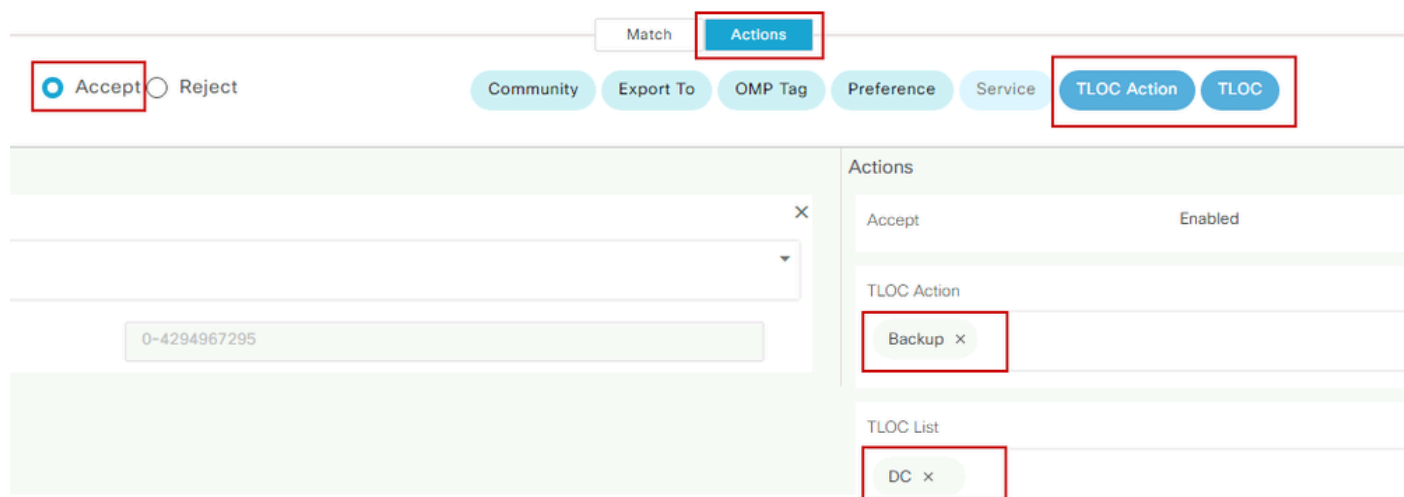 Match Actions
Accept Reject Community Export To OMP Tag Preference Service TLOC Action TLOC
Actions
×
Accept Enabled
TLOC Action
0-4294967295
Backup ×
TLOC List
DC ×